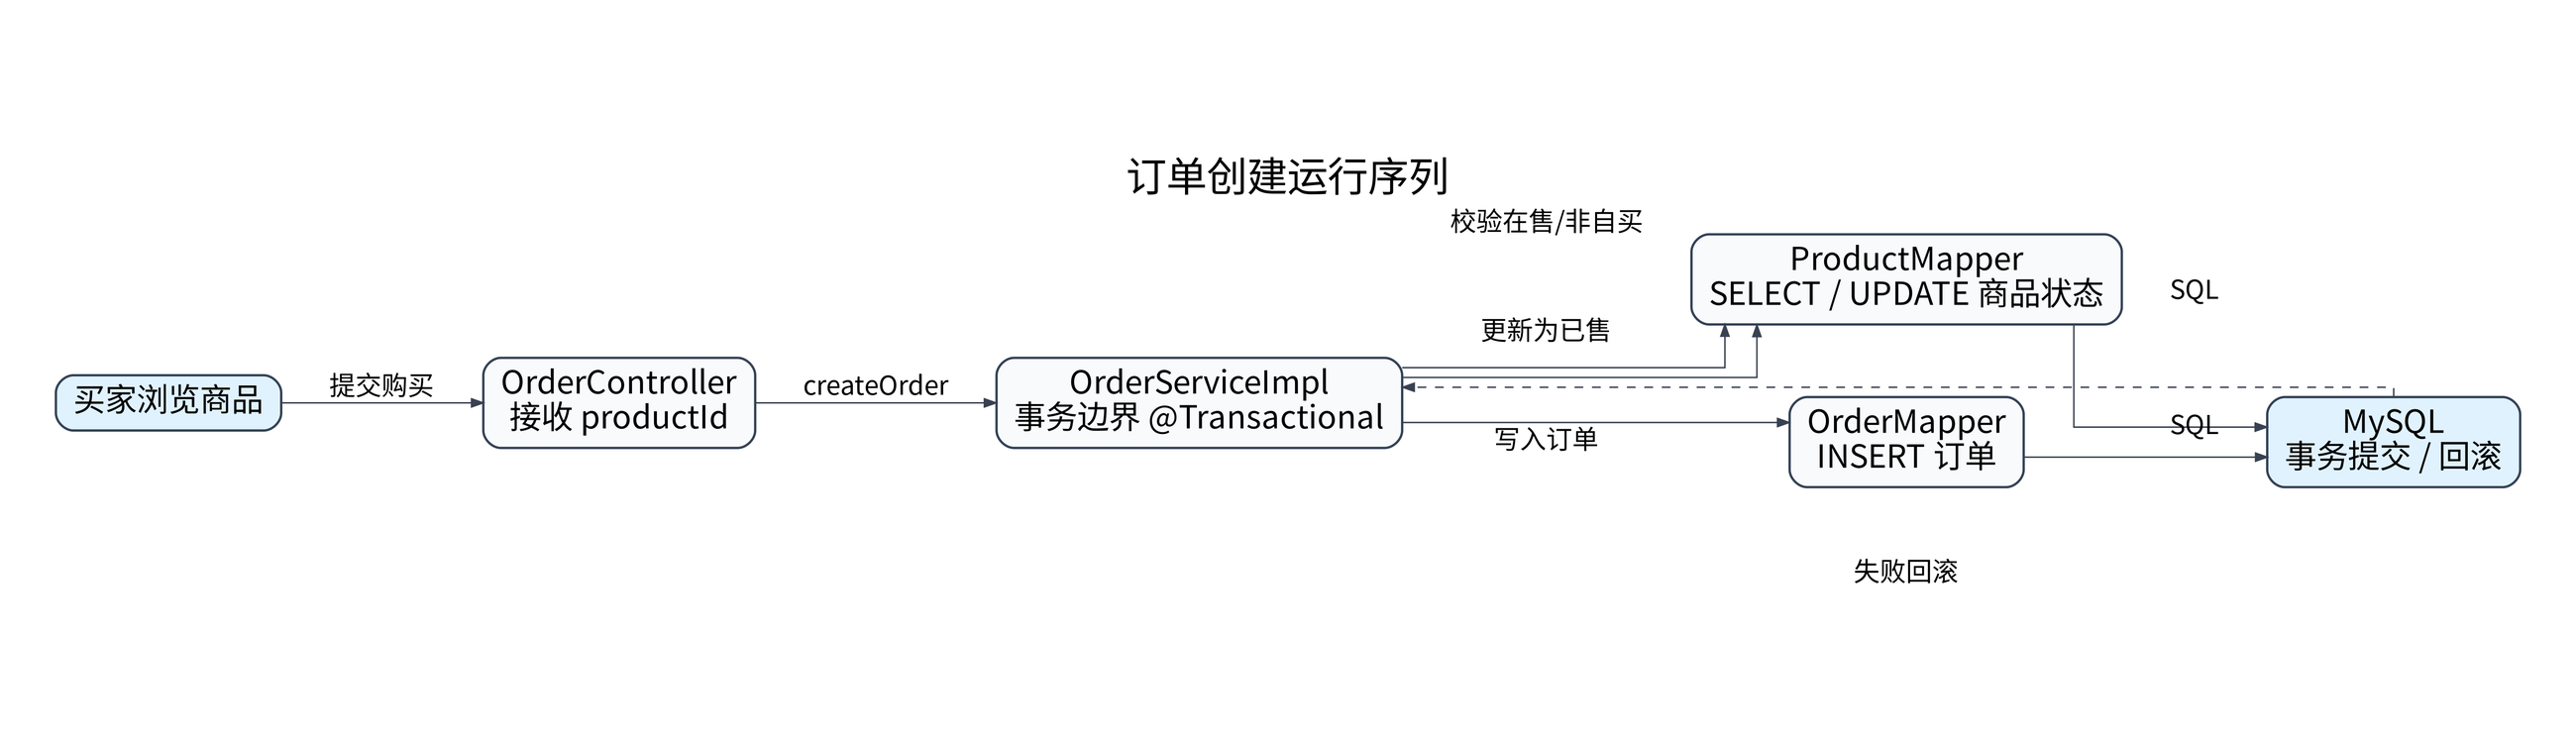 订单创建运行序列
校验在售/非自买
ProductMapper
SELECT / UPDATE 商品状态
SQL
更新为已售
买家浏览商品
提交购买
OrderController
接收 productId
createOrder
OrderServiceImpl
事务边界 @Transactional
写入订单
OrderMapper
INSERT 订单
SQL
MySQL
事务提交 / 回滚
失败回滚